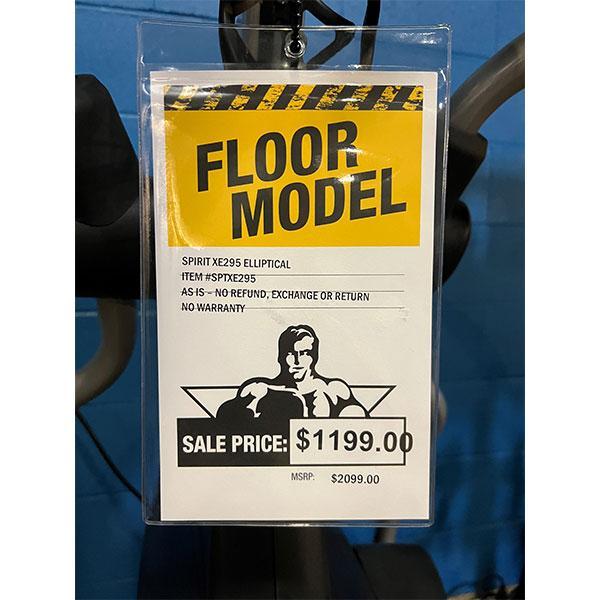 FLOOR
MODEL
SPIRIT XE295 ELLIPTICAL
ITEM #SPTXE295
AS IS – NO REFUND, EXCHANGE OR RETURN
NO WARRANTY
SALE PRICE: $1199.00
MSRP: $2099.00